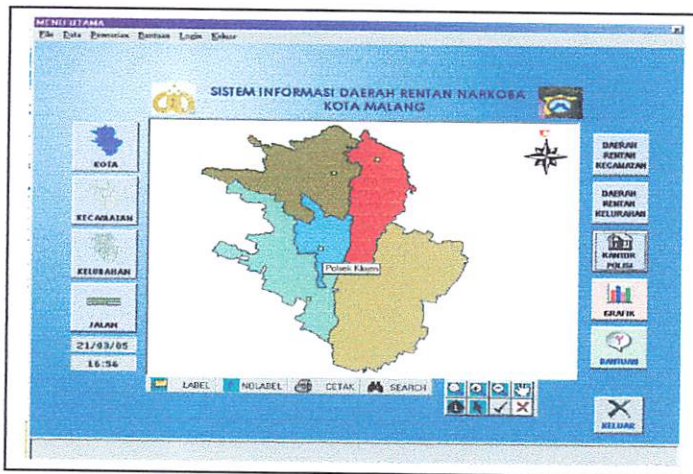 MENU UTAMA
File Data Pencarian Bantuan Login Keluar
SISTEM INFORMASI DAERAH RENTAN NARKOBA
KOTA MALANG
KOTA
KECAMATAN
KELURAHAN
JALAN
21/03/05
16:56
Polsek Klojen
DAERAH
RENTAN
KECAMATAN
DAERAH
RENTAN
KELURAHAN
KANTOR
POLISI
GRAFIK
BANTUAN
KELUAR
LABEL NOLABEL CETAK SEARCH